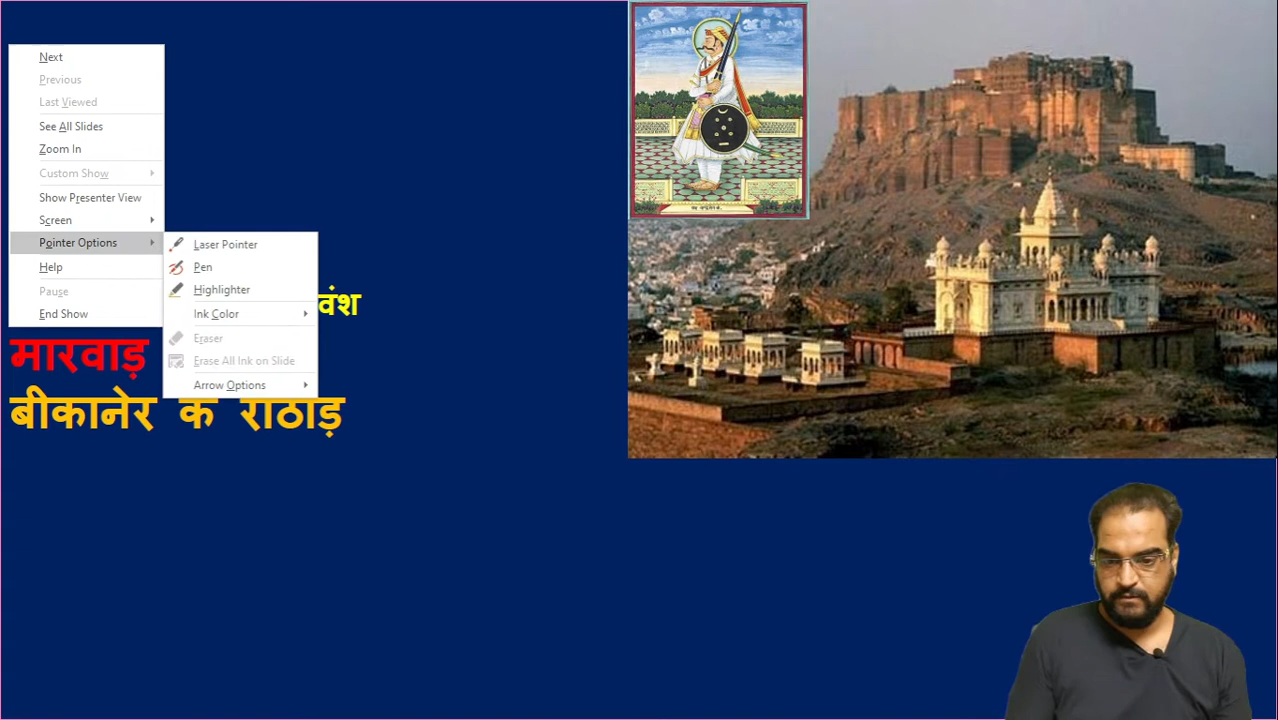 Next
Previous
Last Viewed
See All Slides
Zoom In
Custom Show
Show Presenter View
Screen
Pointer Options
Help
Pause
End Show
Laser Pointer
Pen
Highlighter
Ink Color
Eraser
Erase All Ink on Slide
Arrow Options
वंश
मारवाड़
बीकानेर के राठौड़